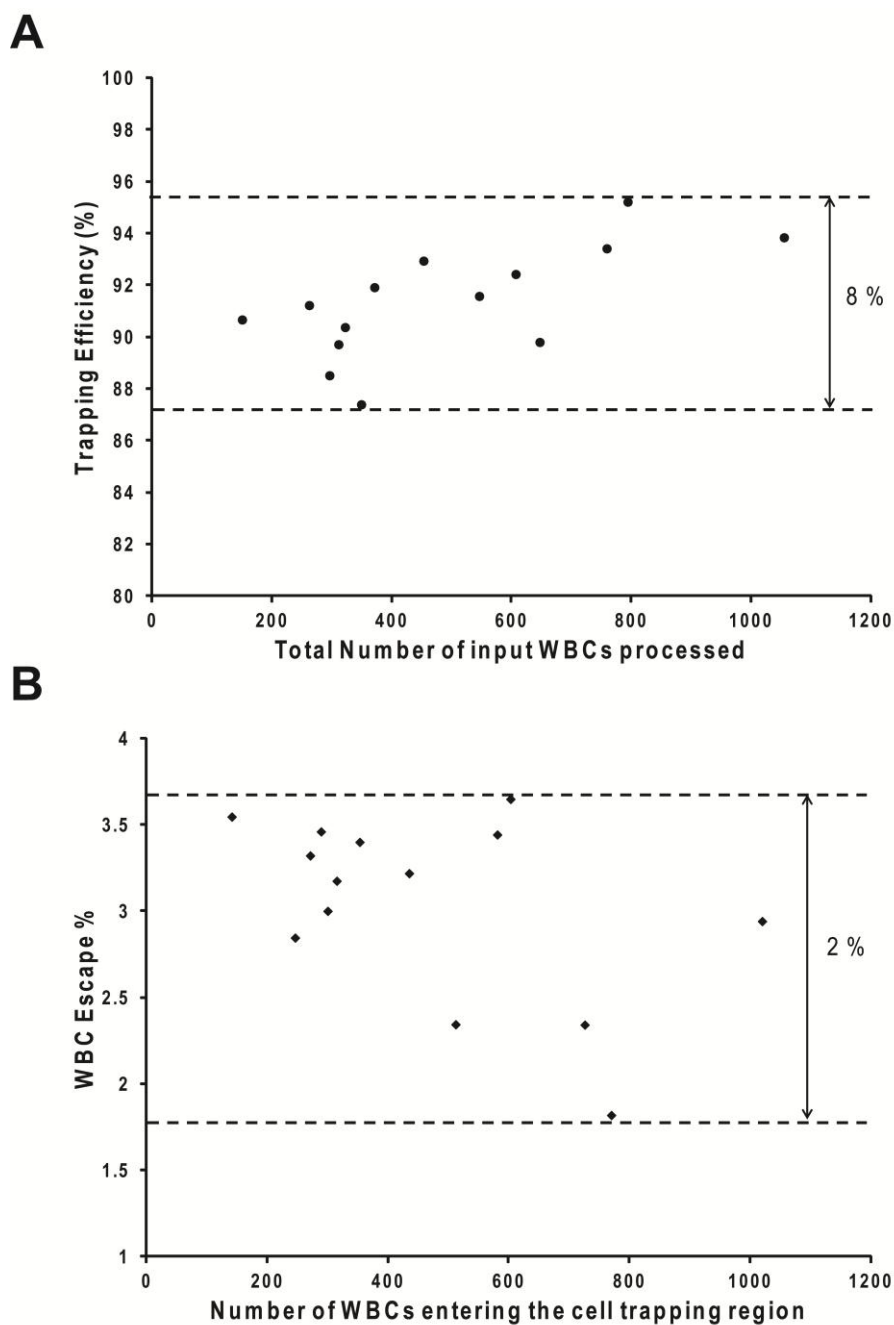 A
100
98
96
94
92
90
88
86
84
82
80
Trapping Efficiency (%)
8 %
0 200 400 600 800 1000 1200
Total Number of input WBCs processed
B
4
3.5
3
2.5
2
1.5
1
WBC Escape %
2 %
0 200 400 600 800 1000 1200
Number of WBCs entering the cell trapping region